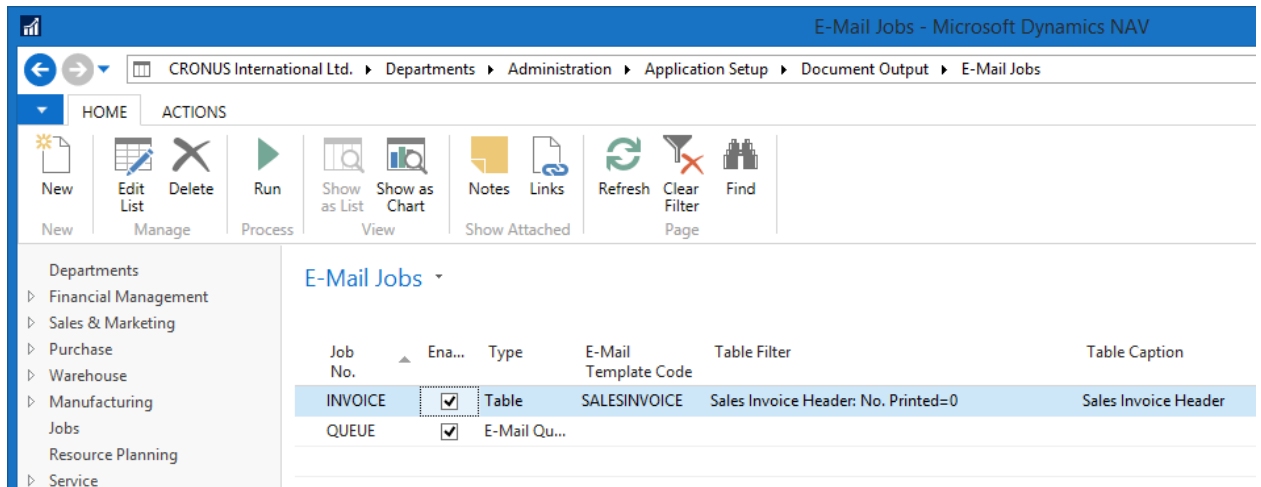 E-Mail Jobs - Microsoft Dynamics NAV
CRONUS International Ltd. Departments Administration Application Setup Document Output E-Mail Jobs
HOME ACTIONS
New Edit List Delete Run Show as List Show as Chart Notes Links Refresh Clear Filter Find
New Manage Process View Show Attached Page
Departments
Financial Management
Sales & Marketing
Purchase
Warehouse
Manufacturing
Jobs
Resource Planning
Service
E-Mail Jobs
Job No. Ena... Type E-Mail Template Code Table Filter Table Caption
INVOICE Table SALESINVOICE Sales Invoice Header: No. Printed=0 Sales Invoice Header
QUEUE E-Mail Qu...